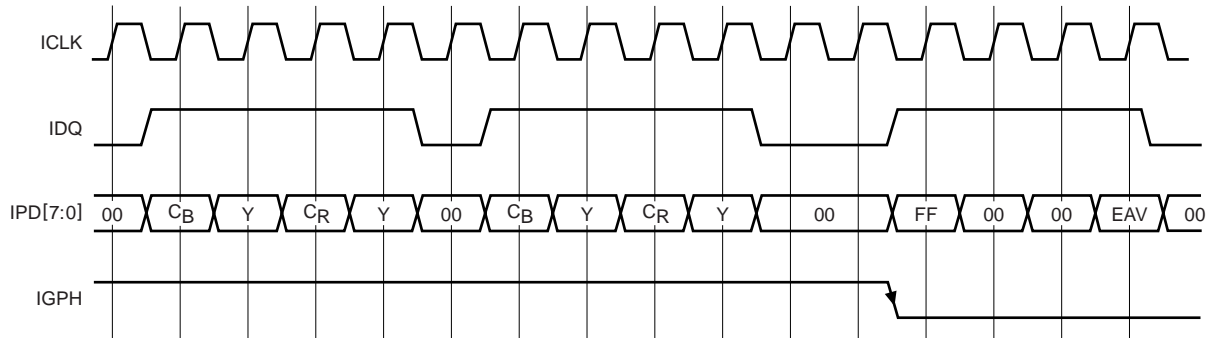 ICLK
IDQ
IPD[7:0] 00 CB Y CR Y 00 CB Y CR Y 00 FF 00 00 EAV 00
IGPH